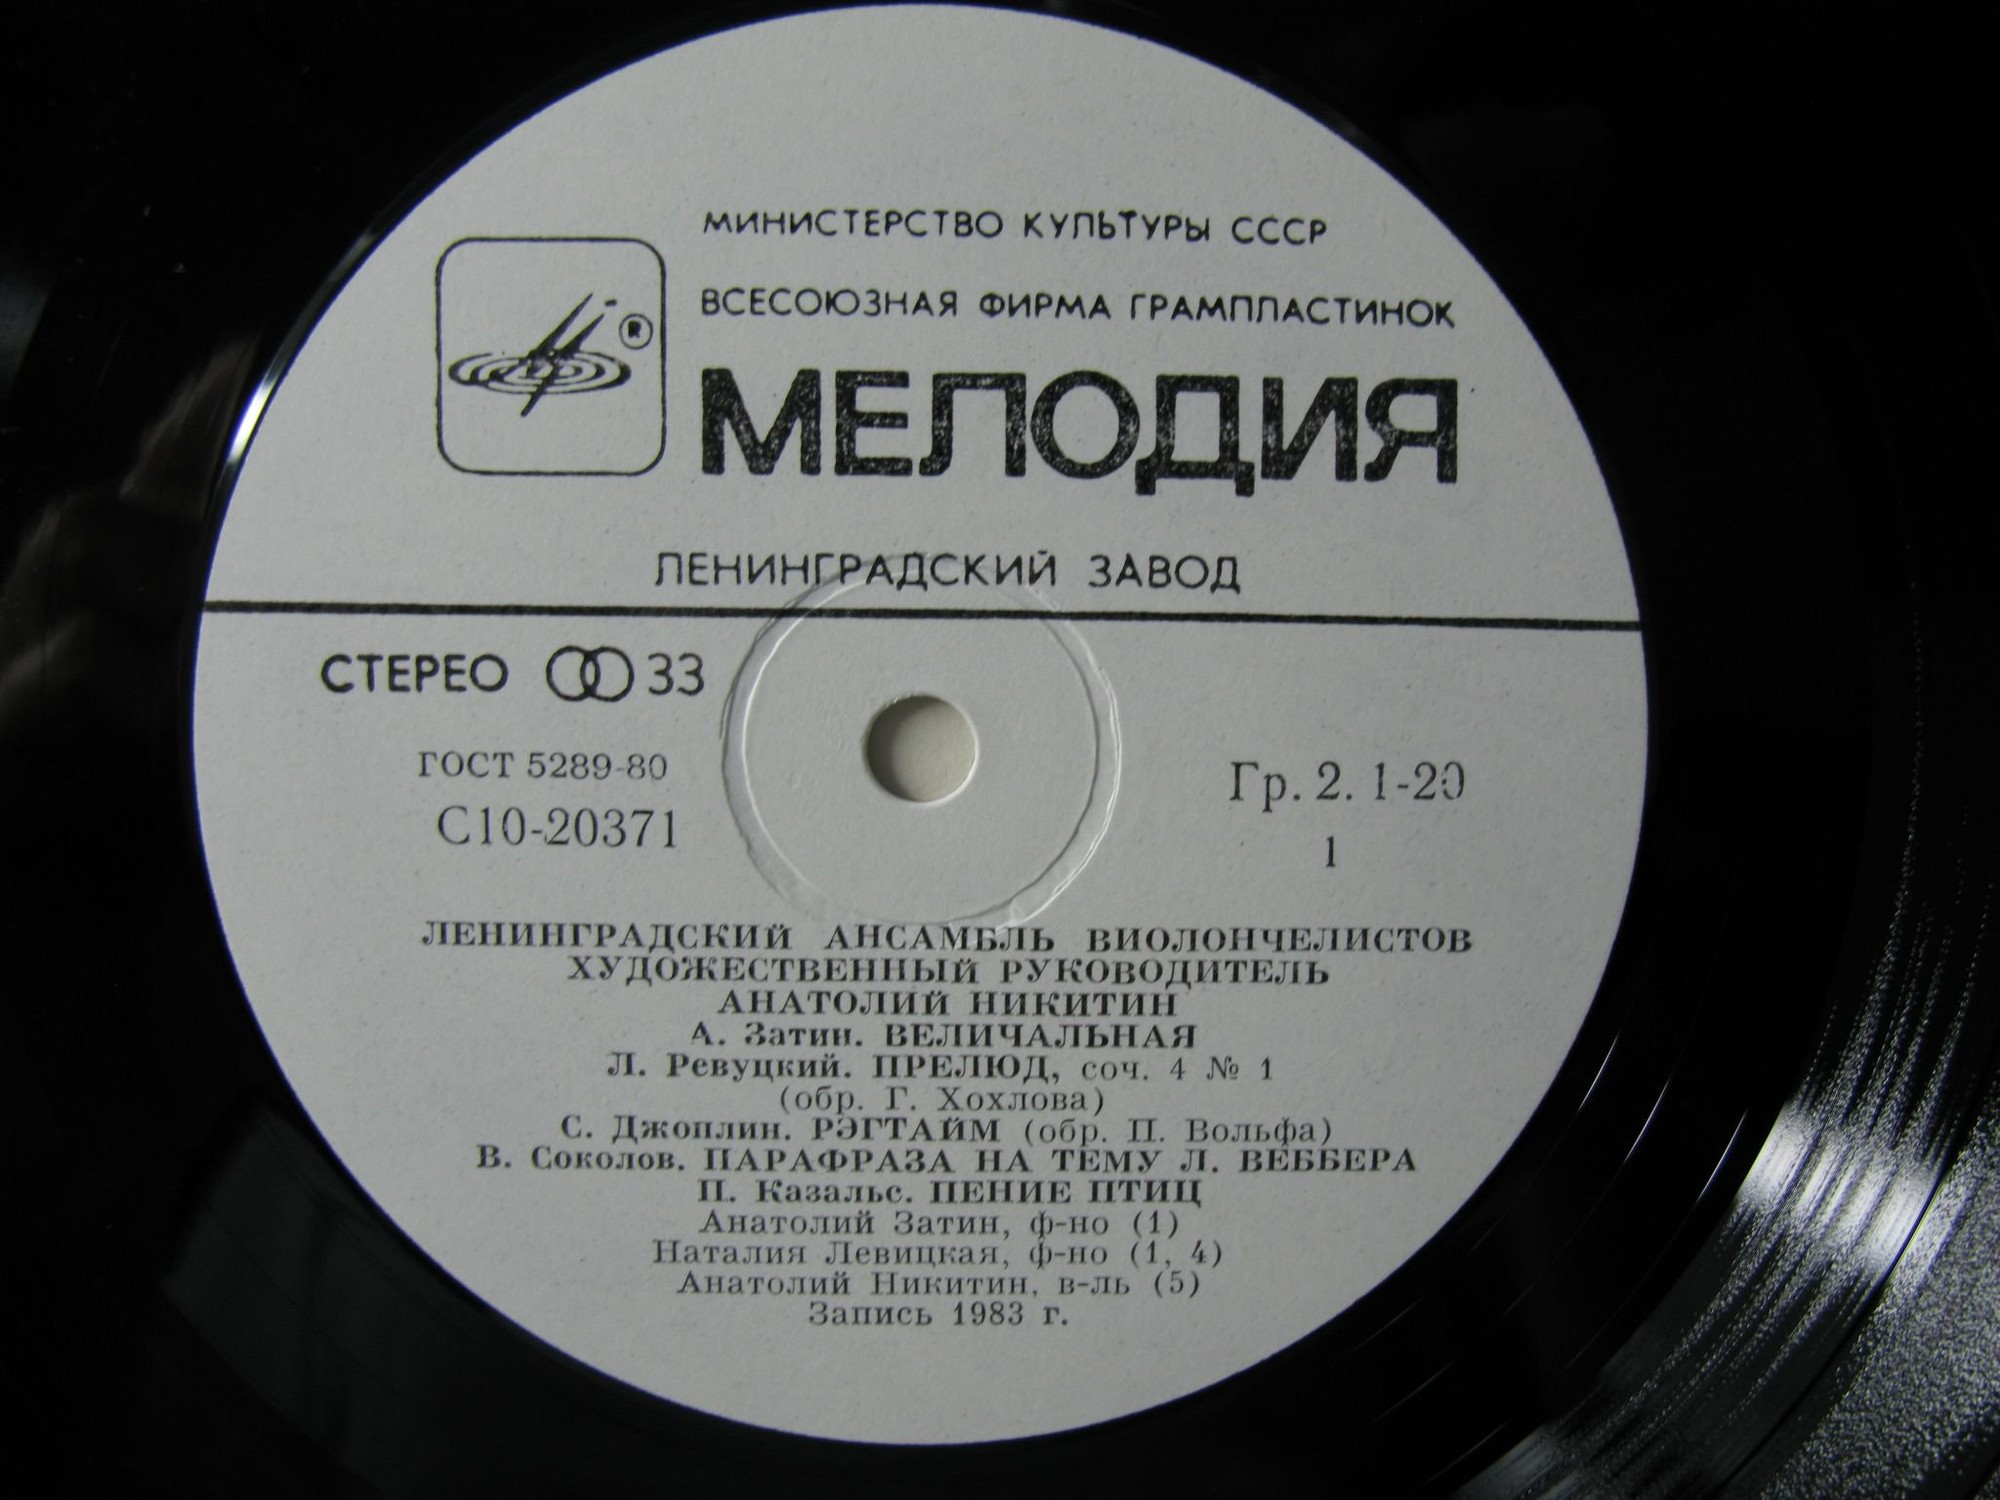 МИНИСТЕРСТВО КУЛЬТУРЫ СССР
ВСЕСОЮЗНАЯ ФИРМА ГРАМПЛАСТИНОК
®
МЕЛОДИЯ
ЛЕНИНГРАДСКИЙ ЗАВОД
СТЕРЕО 33
ГОСТ 5289-80
С10-20371
Гр. 2. 1-20
1
ЛЕНИНГРАДСКИЙ АНСАМБЛЬ ВИОЛОНЧЕЛИСТОВ
ХУДОЖЕСТВЕННЫЙ РУКОВОДИТЕЛЬ
АНАТОЛИЙ НИКИТИН
А. Затин. ВЕЛИЧАЛЬНАЯ
Л. Ревуцкий. ПРЕЛЮД, соч. 4 № 1
(обр. Г. Хохлова)
С. Джоплин. РЭГТАЙМ (обр. П. Вольфа)
В. Соколов. ПАРАФРАЗА НА ТЕМУ Л. ВЕББЕРА
П. Казальс. ПЕНИЕ ПТИЦ
Анатолий Затин, ф-но (1)
Наталия Левицкая, ф-но (1, 4)
Анатолий Никитин, в-ль (5)
Запись 1983 г.